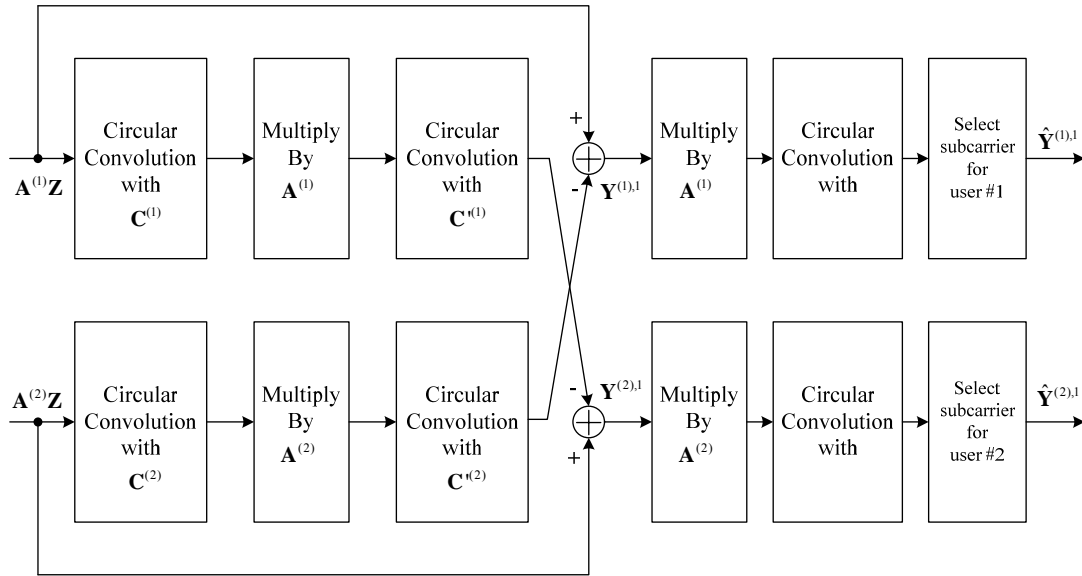 A(1)Z
Circular
Convolution
with
C(1)
Multiply
By
A(1)
Circular
Convolution
with
C'(1)
+
-
Y(1),1
Multiply
By
A(1)
Circular
Convolution
with
Select
subcarrier
for
user #1
Ŷ(1),1
A(2)Z
Circular
Convolution
with
C(2)
Multiply
By
A(2)
Circular
Convolution
with
C'(2)
-
+
Y(2),1
Multiply
By
A(2)
Circular
Convolution
with
Select
subcarrier
for
user #2
Ŷ(2),1